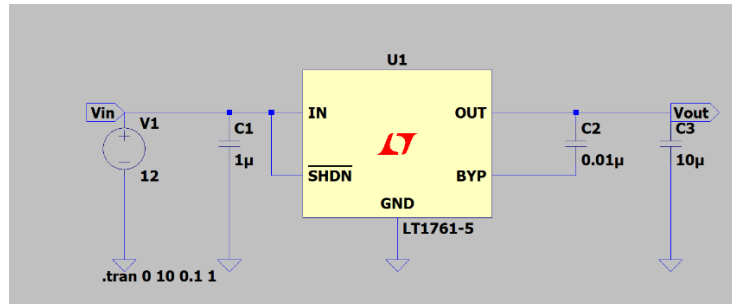 U1
Vin
V1
12
C1
1µ
IN
OUT
SHDN
BYP
GND
LT1761-5
C2
0.01µ
Vout
C3
10µ
.tran 0 10 0.1 1